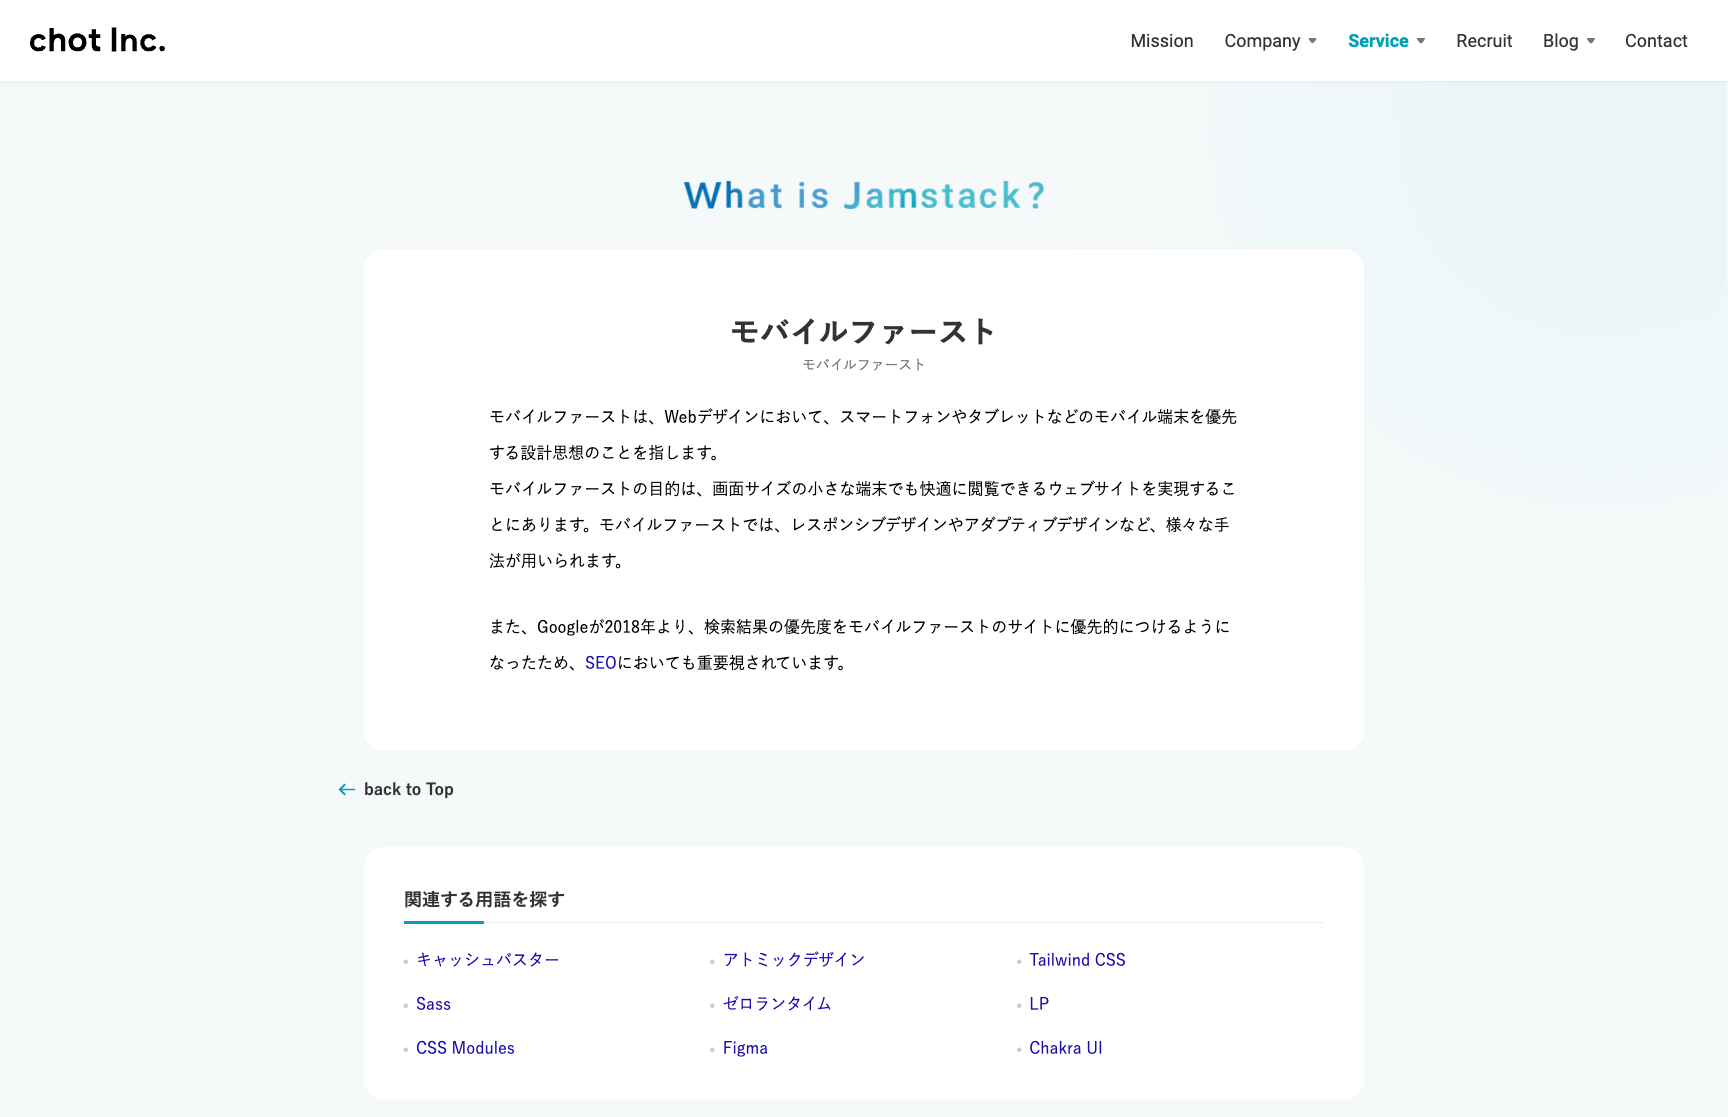 chot Inc.
Mission Company Service Recruit Blog Contact
What is Jamstack?
モバイルファースト
モバイルファースト
モバイルファーストは、Webデザインにおいて、スマートフォンやタブレットなどのモバイル端末を優先
する設計思想のことを指します。
モバイルファーストの目的は、画面サイズの小さな端末でも快適に閲覧できるウェブサイトを実現するこ
とにあります。モバイルファーストでは、レスポンシブデザインやアダプティブデザインなど、様々な手
法が用いられます。
また、Googleが2018年より、検索結果の優先度をモバイルファーストのサイトに優先的につけるように
なったため、SEOにおいても重要視されています。
back to Top
関連する用語を探す
キャッシュバスター アトミックデザイン Tailwind CSS
Sass ゼロランタイム LP
CSS Modules Figma Chakra UI